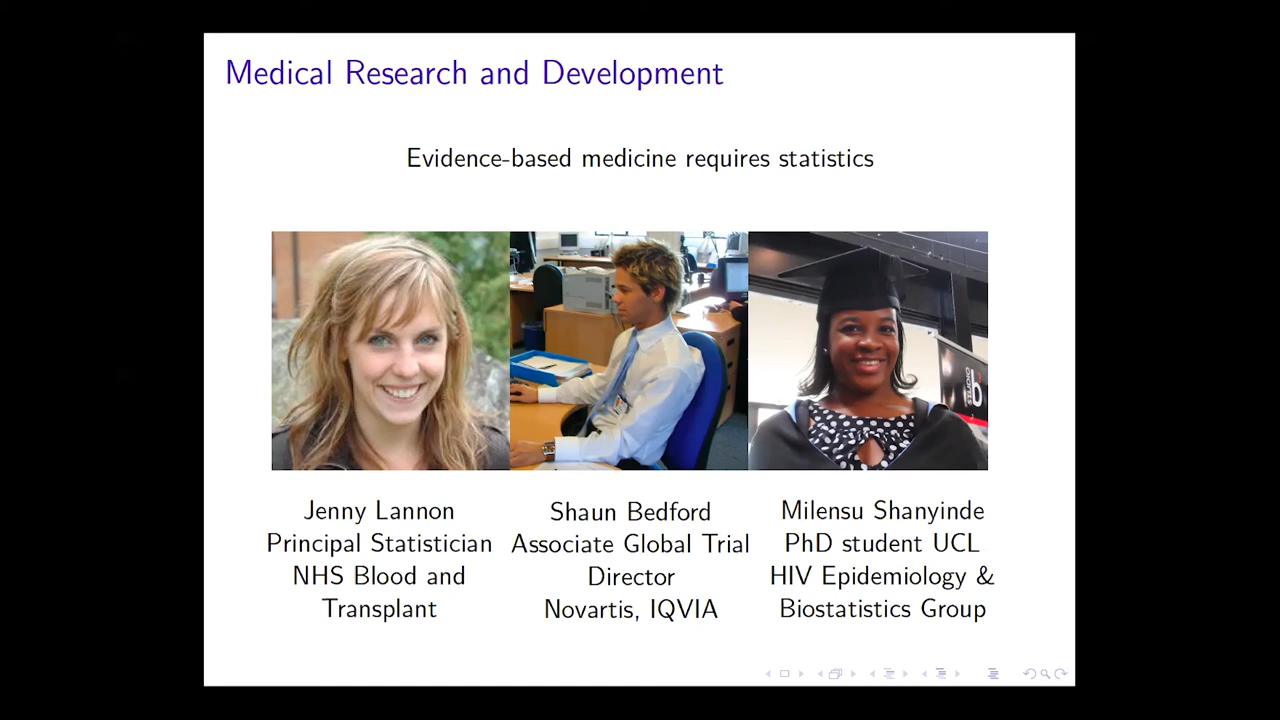 Medical Research and Development
Evidence-based medicine requires statistics
Jenny Lannon
Principal Statistician
NHS Blood and
Transplant
Shaun Bedford
Associate Global Trial
Director
Novartis, IQVIA
Milensu Shanyinde
PhD student UCL
HIV Epidemiology &
Biostatistics Group